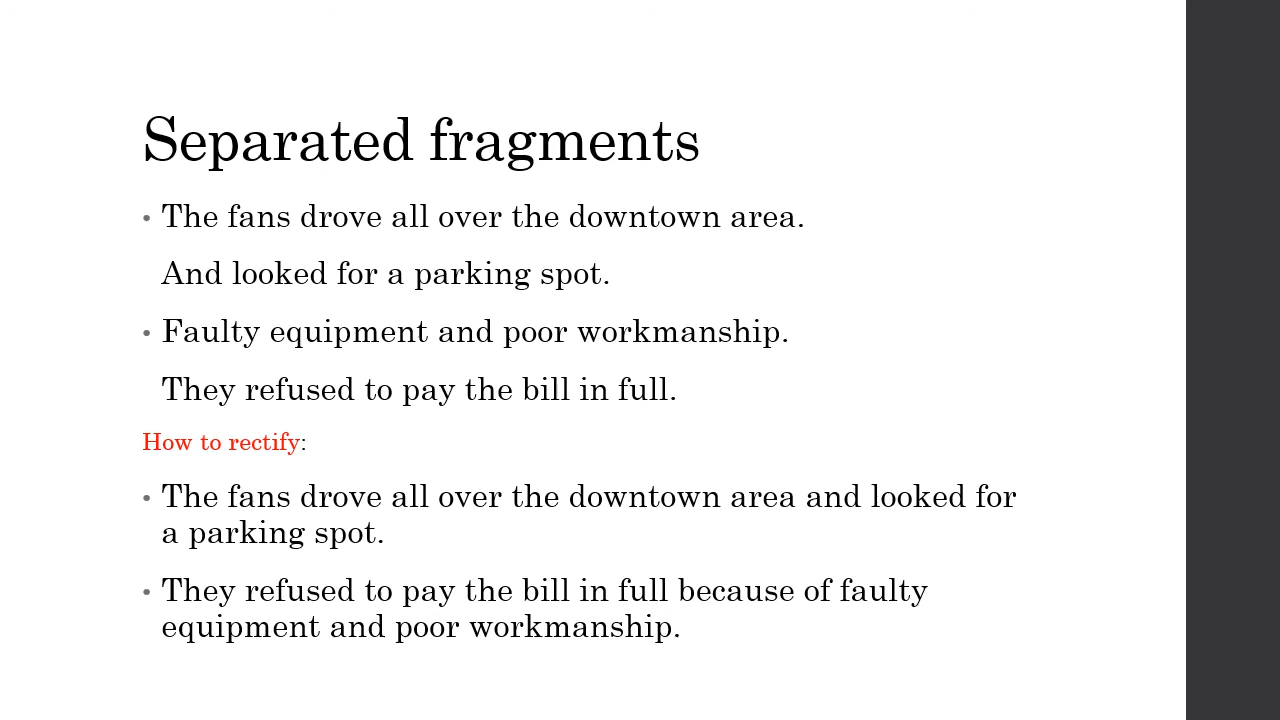 Separated fragments
• The fans drove all over the downtown area.
And looked for a parking spot.
• Faulty equipment and poor workmanship.
They refused to pay the bill in full.
How to rectify:
• The fans drove all over the downtown area and looked for
a parking spot.
• They refused to pay the bill in full because of faulty
equipment and poor workmanship.